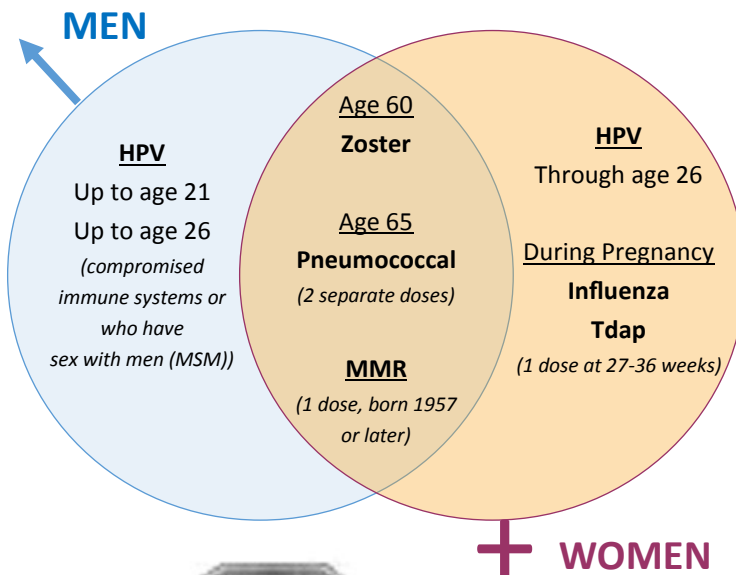 MEN
HPV
Up to age 21
Up to age 26
(compromised
immune systems or
who have
sex with men (MSM))
Age 60
Zoster
Age 65
Pneumococcal
(2 separate doses)
MMR
(1 dose, born 1957
or later)
HPV
Through age 26
During Pregnancy
Influenza
Tdap
(1 dose at 27-36 weeks)
WOMEN